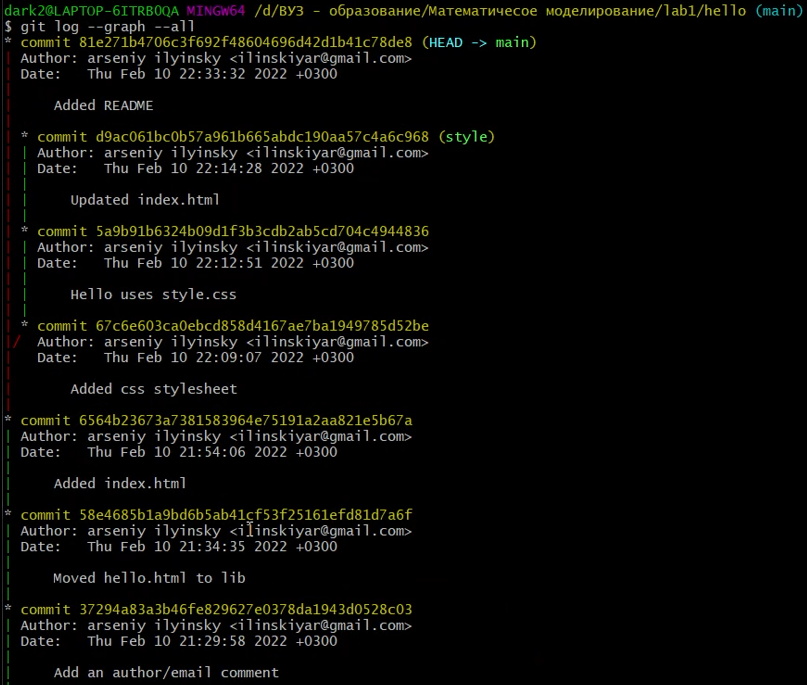 dark2@LAPTOP-6ITRBOQA MINGW64 /d/ВУЗ - образование/Математичесое моделирование/lab1/hello (main)
$ git log --graph --all
* commit 81e271b4706c3f692f48604696d42d1b41c78de8 (HEAD -> main)
| Author: arseniy ilyinsky <ilinskiyar@gmail.com>
| Date:   Thu Feb 10 22:33:32 2022 +0300
|
|     Added README
|
| * commit d9ac061bc0b57a961b665abdc190aa57c4a6c968 (style)
| | Author: arseniy ilyinsky <ilinskiyar@gmail.com>
| | Date:   Thu Feb 10 22:14:28 2022 +0300
| |
| |     Updated index.html
| |
| * commit 5a9b91b6324b09d1f3b3cdb2ab5cd704c4944836
| | Author: arseniy ilyinsky <ilinskiyar@gmail.com>
| | Date:   Thu Feb 10 22:12:51 2022 +0300
| |
| |     Hello uses style.css
| |
| * commit 67c6e603ca0ebcd858d4167ae7ba1949785d52be
|/  Author: arseniy ilyinsky <ilinskiyar@gmail.com>
|   Date:   Thu Feb 10 22:09:07 2022 +0300
|
|       Added css stylesheet
|
* commit 6564b23673a7381583964e75191a2aa821e5b67a
| Author: arseniy ilyinsky <ilinskiyar@gmail.com>
| Date:   Thu Feb 10 21:54:06 2022 +0300
|
|     Added index.html
|
* commit 58e4685b1a9bd6b5ab41cf53f25161efd81d7a6f
| Author: arseniy ilyinsky <ilinskiyar@gmail.com>
| Date:   Thu Feb 10 21:34:35 2022 +0300
|
|     Moved hello.html to lib
|
* commit 37294a83a3b46fe829627e0378da1943d0528c03
| Author: arseniy ilyinsky <ilinskiyar@gmail.com>
| Date:   Thu Feb 10 21:29:58 2022 +0300
|
|     Add an author/email comment